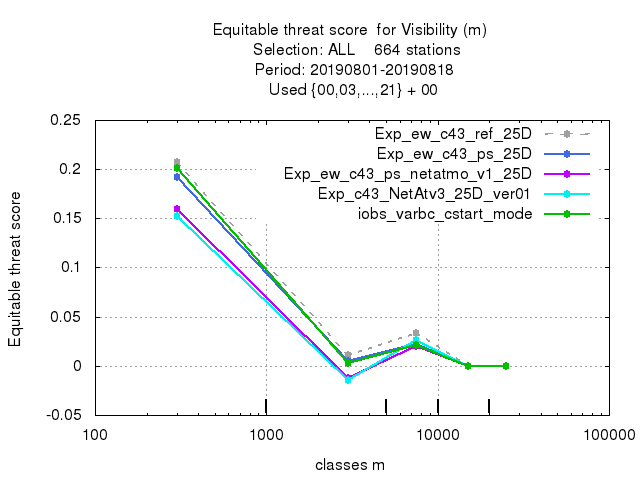 Equitable threat score  for Visibility (m)
Selection: ALL    664 stations
Period: 20190801-20190818
Used {00,03,...,21} + 00
Exp_ew_c43_ref_25D
Exp_ew_c43_ps_25D
Exp_ew_c43_ps_netatmo_v1_25D
Exp_c43_NetAtv3_25D_ver01
iobs_varbc_cstart_mode
Equitable threat score
0.25
0.2
0.15
0.1
0.05
0
-0.05
100
1000
10000
100000
classes m